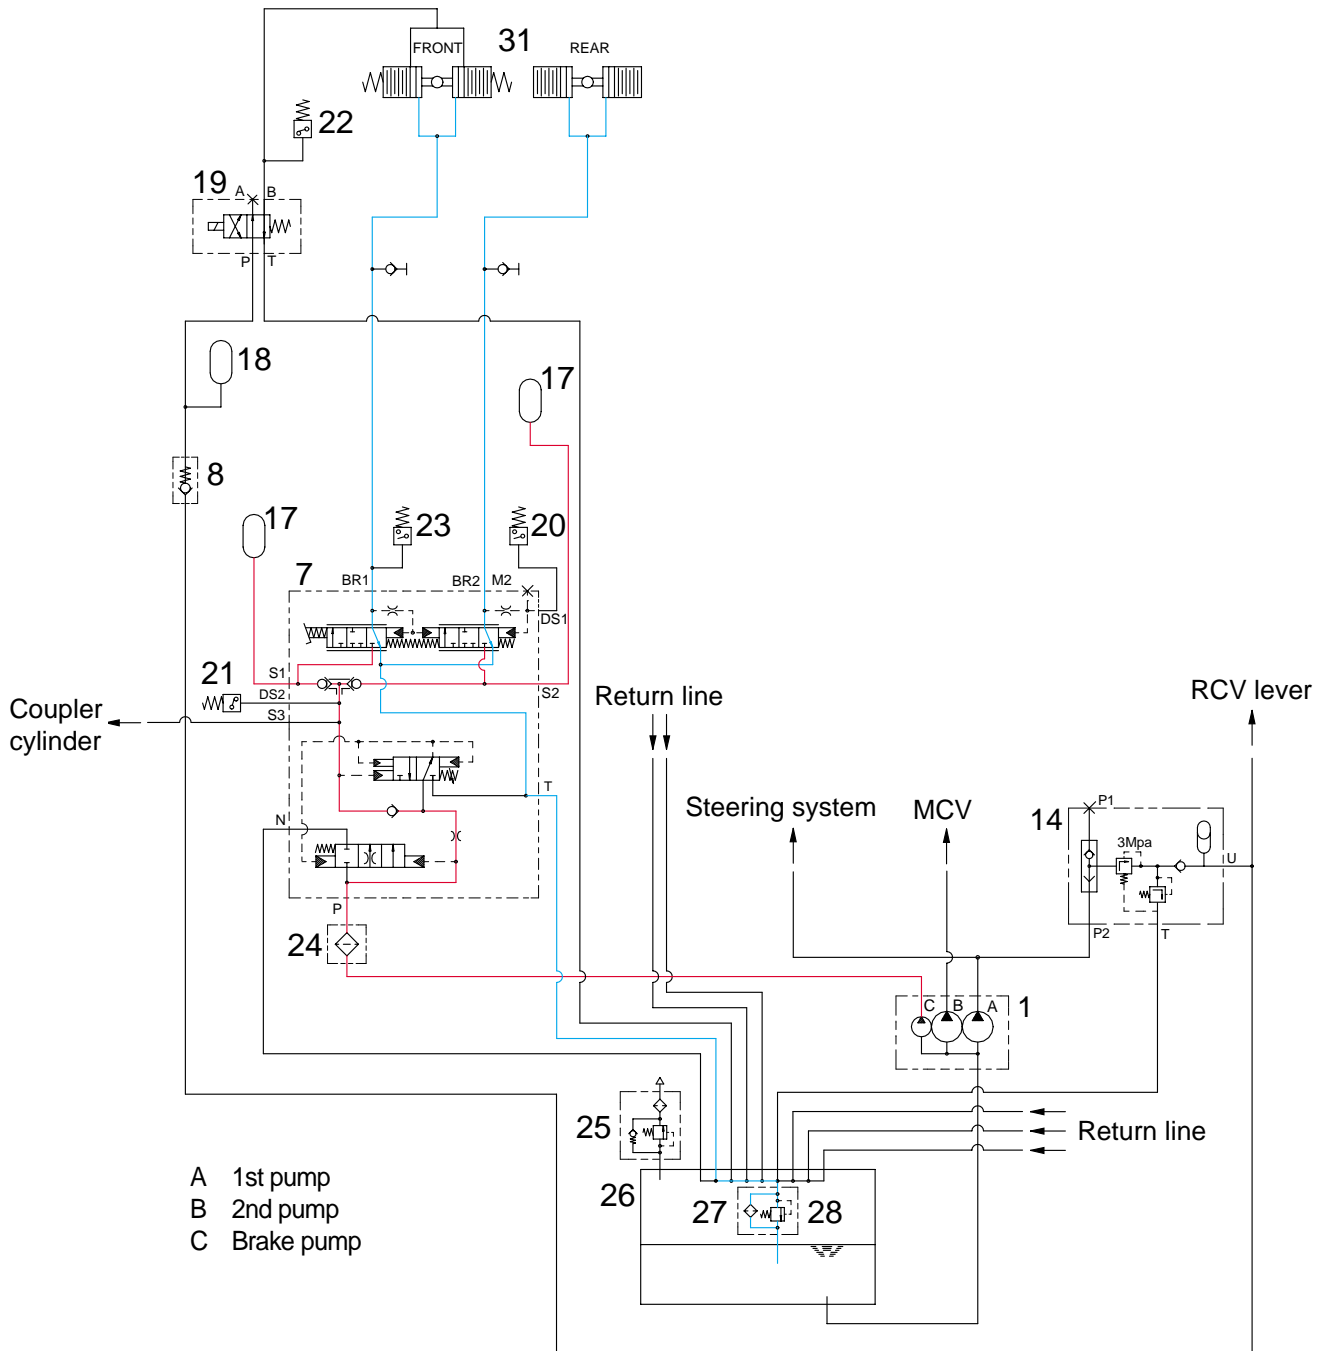 31
FRONT
REAR
22
19
A
B
P
T
18
17
8
17
23
20
7
BR1
BR2
M2
DS1
21
S1
S2
DS2
S3
Coupler
cylinder
Return line
RCV lever
T
Steering system
MCV
14
P1
3Mpa
U
N
P
P2
T
24
C
B
A
1
25
Return line
26
27
28
A 1st pump
B 2nd pump
C Brake pump